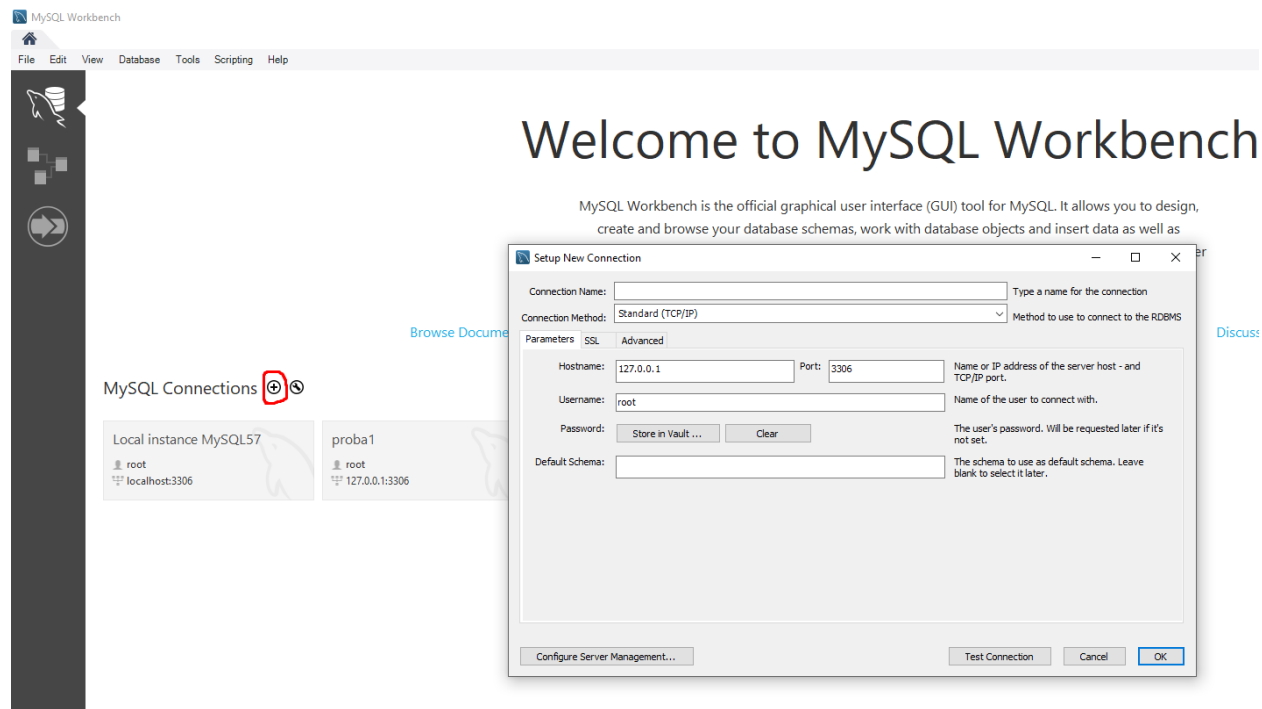 MySQL Workbench
File Edit View Database Tools Scripting Help
Welcome to MySQL Workbench
MySQL Workbench is the official graphical user interface (GUI) tool for MySQL. It allows you to design,
create and browse your database schemas, work with database objects and insert data as well as
er
Browse Docume
Discuss
MySQL Connections
Local instance MySQL57
root
localhost:3306
proba1
root
127.0.0.1:3306
Setup New Connection
Connection Name: Type a name for the connection
Connection Method: Standard (TCP/IP) Method to use to connect to the RDBMS
Parameters SSL Advanced
Hostname: 127.0.0.1 Port: 3306 Name or IP address of the server host - and
TCP/IP port.
Username: root Name of the user to connect with.
Password: Store in Vault ... Clear The user's password. Will be requested later if it's
not set.
Default Schema: The schema to use as default schema. Leave
blank to select it later.
Configure Server Management... Test Connection Cancel OK